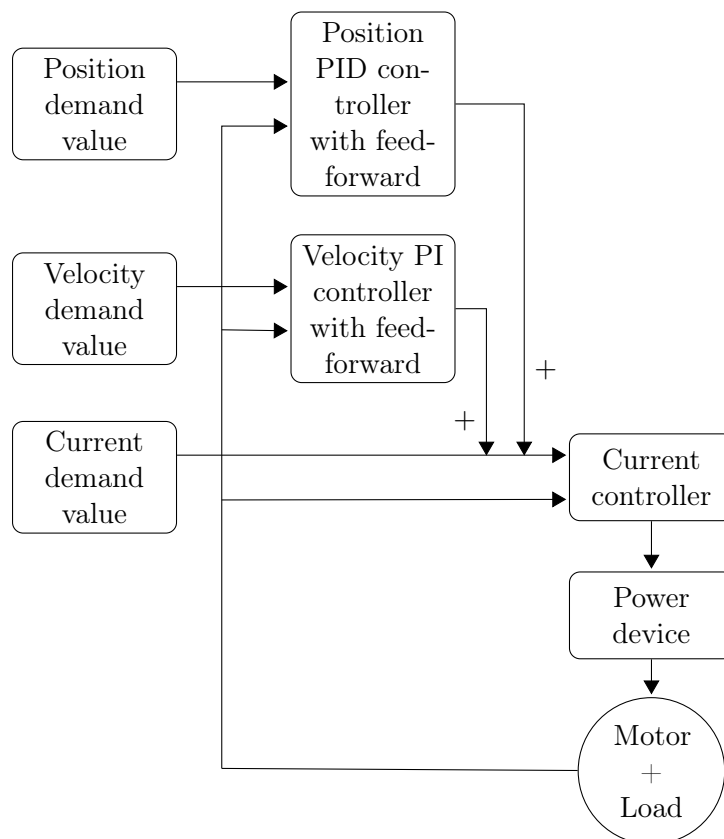 Position
demand
value
Position
PID con-
troller
with feed-
forward
Velocity
demand
value
Velocity PI
controller
with feed-
forward
+
+
Current
demand
value
Current
controller
Power
device
Motor
+
Load